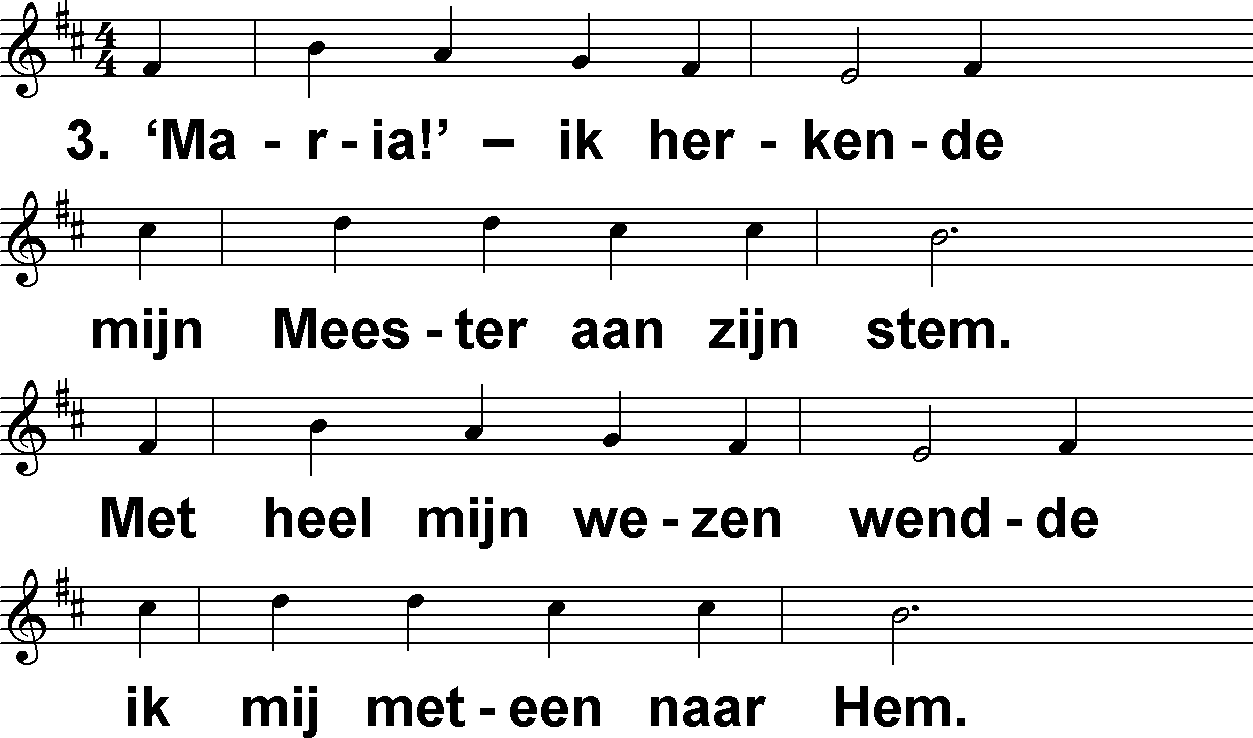 3. ‘Ma - r - ia!’ – ik her - ken - de
mijn Mees - ter aan zijn stem.
Met heel mijn we - zen wend - de
ik mij met - een naar Hem.